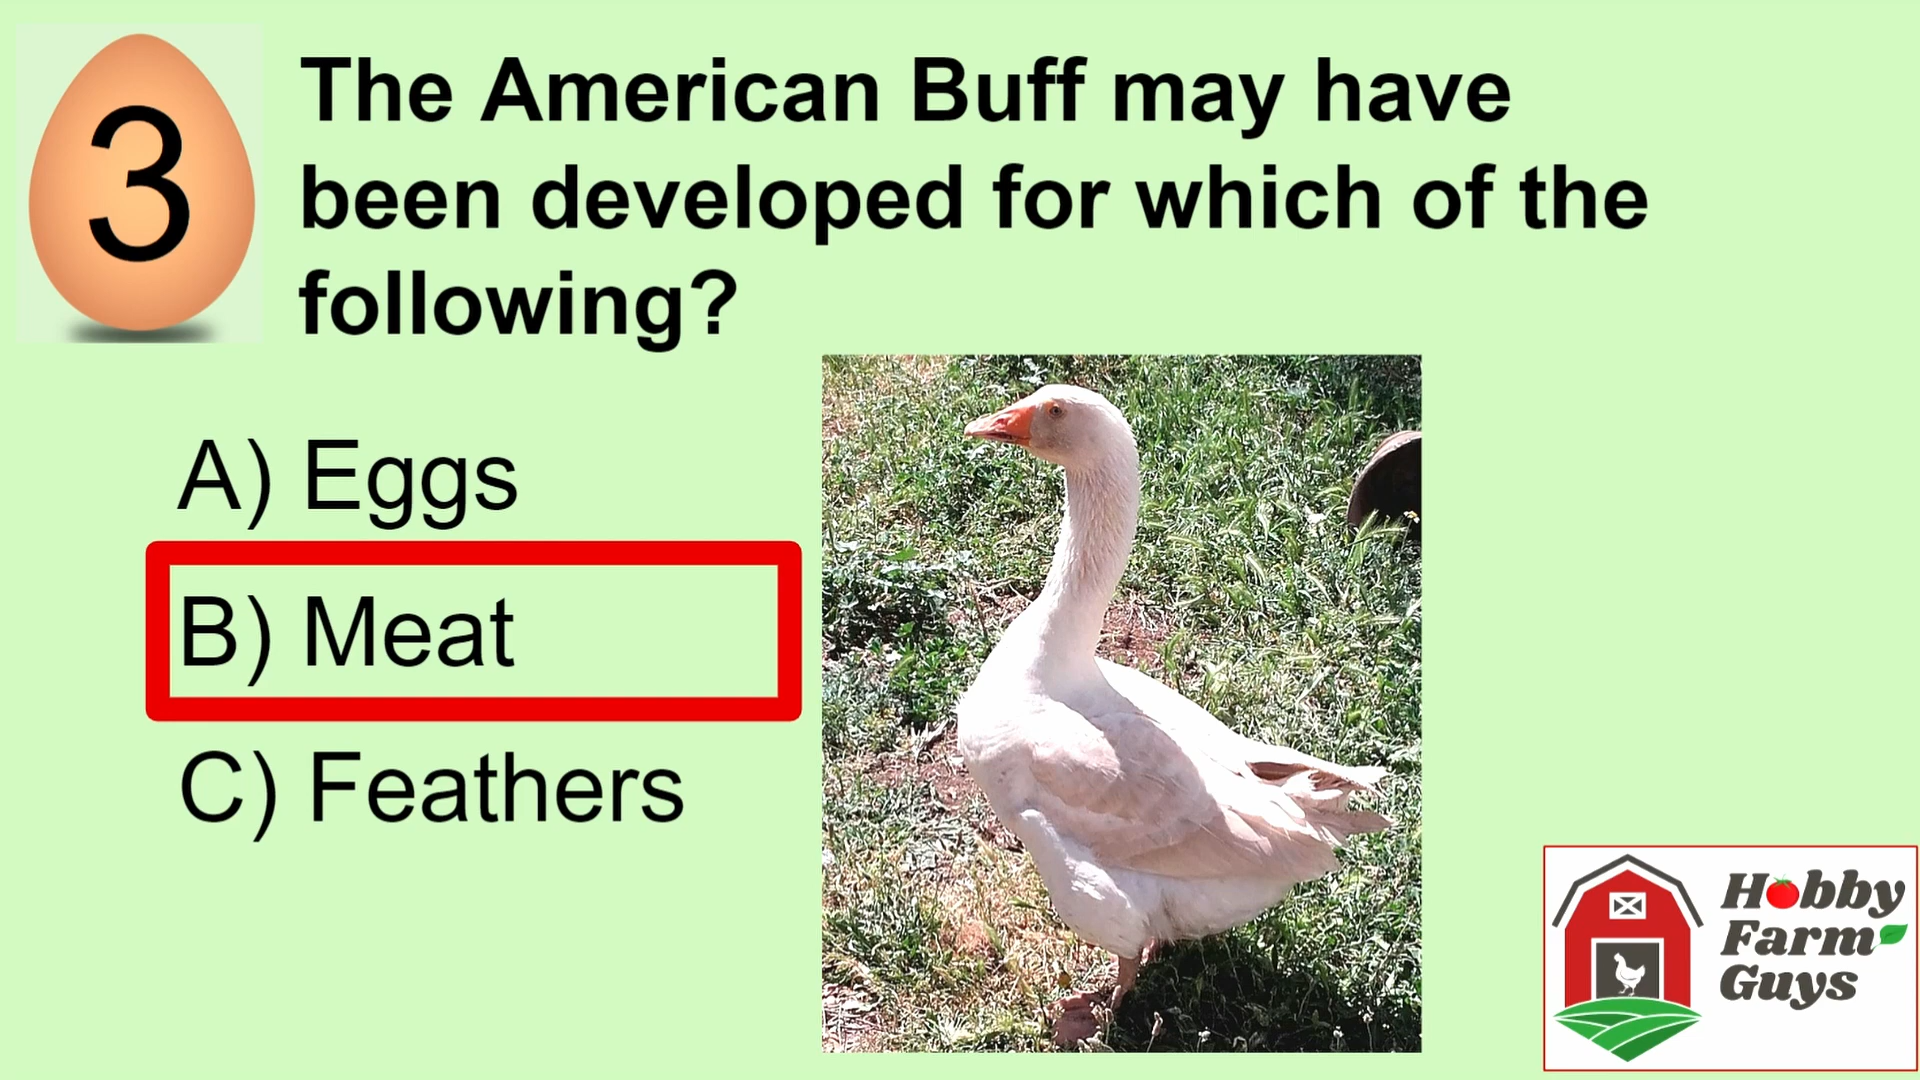 3
The American Buff may have
been developed for which of the
following?
A) Eggs
B) Meat
C) Feathers
Hobby
Farm
Guys